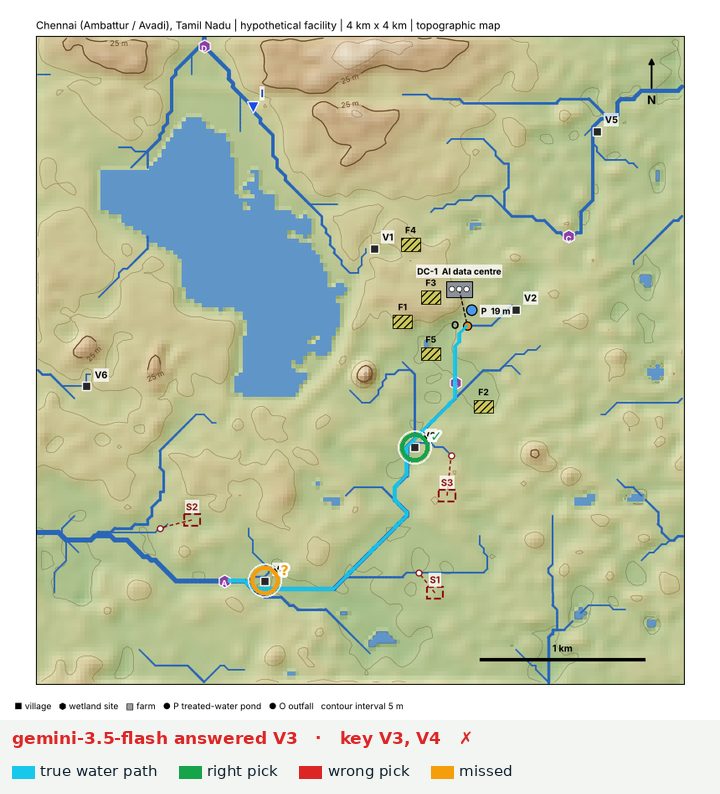 Chennai (Ambattur / Avadi), Tamil Nadu | hypothetical facility | 4 km x 4 km | topographic map
D
25 m
I
25 m
25 m
N
V5
C
V1
F4
DC-1 AI data centre
F3
V2
P 19 m
F1
O
F5
25 m
25 m
V6
F2
S3
S2
S1
A
?
1 km
village wetland site farm P treated-water pond O outfall contour interval 5 m
gemini-3.5-flash answered V3 · key V3, V4 ✗
true water path right pick wrong pick missed